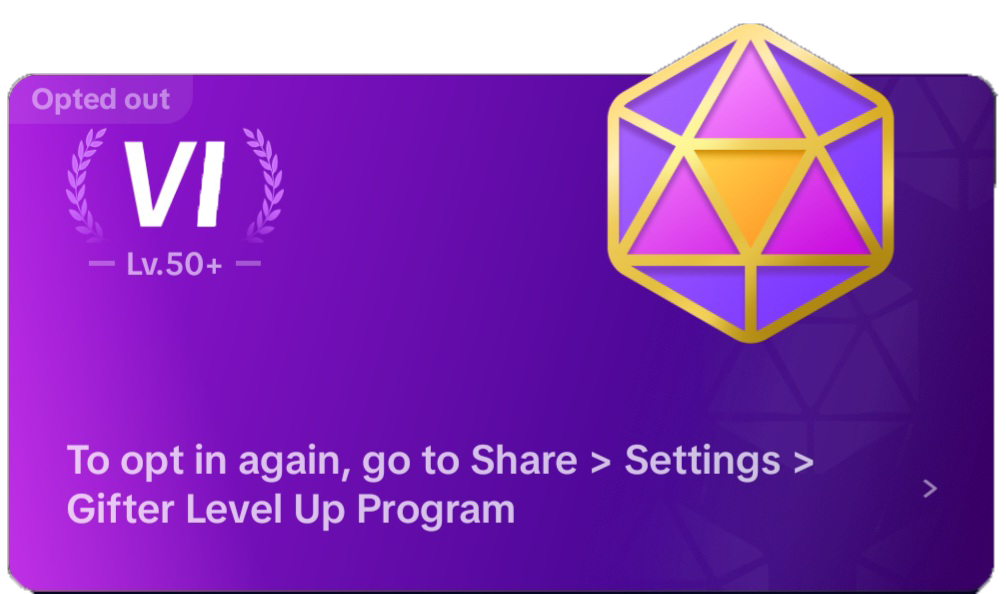 Opted out
VI
Lv.50+
To opt in again, go to Share > Settings >
Gifter Level Up Program